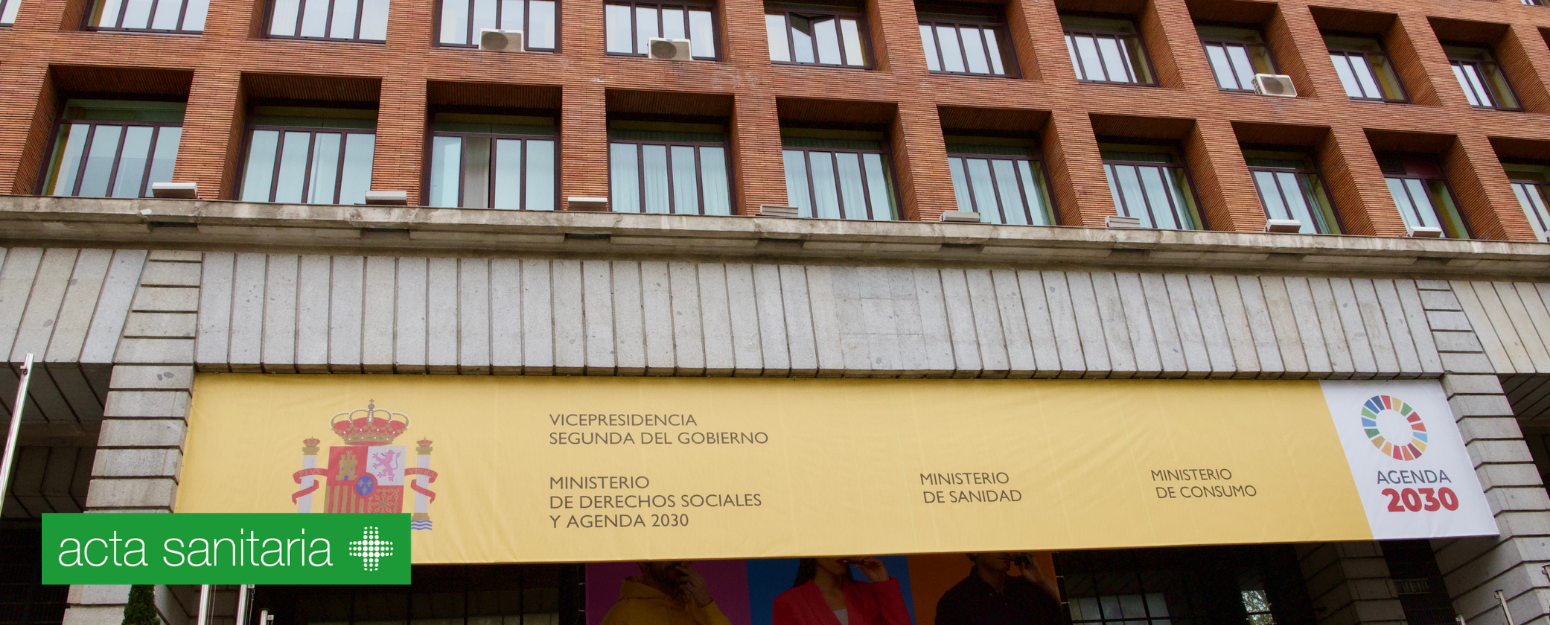 VICEPRESIDENCIA
SEGUNDA DEL GOBIERNO
MINISTERIO
DE DERECHOS SOCIALES
Y AGENDA 2030
MINISTERIO
DE SANIDAD
MINISTERIO
DE CONSUMO
AGENDA
2030
acta sanitaria